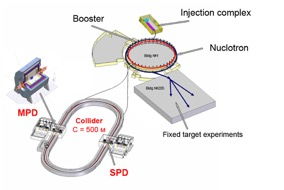 Booster
Injection complex
Nuclotron
Fixed target experiments
MPD
Collider
C = 500 м
SPD